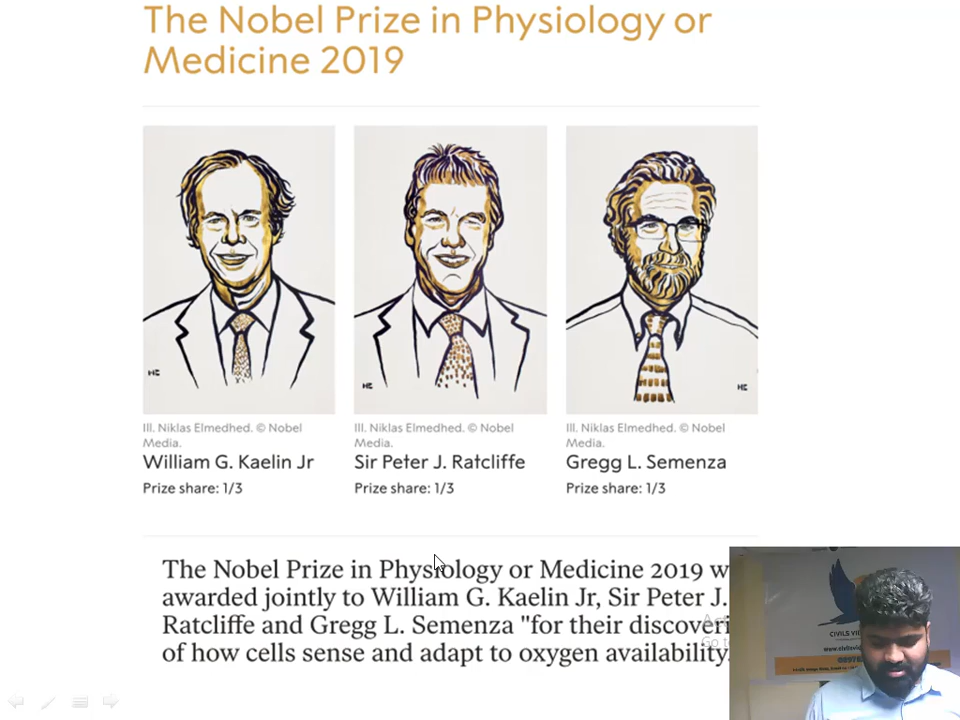 The Nobel Prize in Physiology or
Medicine 2019
Ill. Niklas Elmedhed. © Nobel
Media.
William G. Kaelin Jr
Prize share: 1/3
Ill. Niklas Elmedhed. © Nobel
Media.
Sir Peter J. Ratcliffe
Prize share: 1/3
Ill. Niklas Elmedhed. © Nobel
Media.
Gregg L. Semenza
Prize share: 1/3
The Nobel Prize in Physiology or Medicine 2019 w
awarded jointly to William G. Kaelin Jr, Sir Peter J.
Ratcliffe and Gregg L. Semenza "for their discoveri
of how cells sense and adapt to oxygen availability.
CIVILS